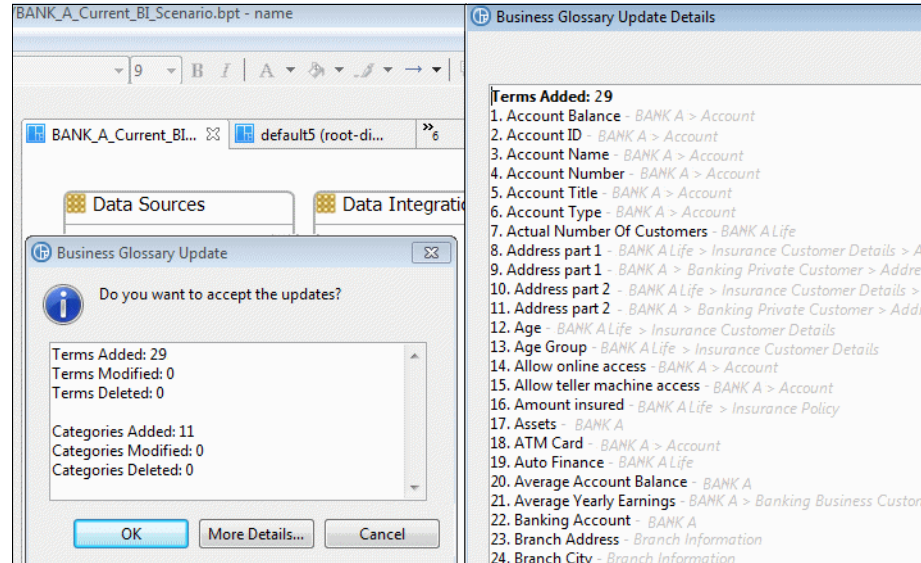 /BANK_A_Current_BI_Scenario.bpt - name
9 B I A
BANK_A_Current_BI... default5 (root-di... »6
Data Sources
Data Integratio
Business Glossary Update
Do you want to accept the updates?
Terms Added: 29
Terms Modified: 0
Terms Deleted: 0
Categories Added: 11
Categories Modified: 0
Categories Deleted: 0
OK
More Details...
Cancel
Business Glossary Update Details
Terms Added: 29
1. Account Balance - BANK A > Account
2. Account ID - BANK A > Account
3. Account Name - BANK A > Account
4. Account Number - BANK A > Account
5. Account Title - BANK A > Account
6. Account Type - BANK A > Account
7. Actual Number Of Customers - BANK A Life
8. Address part 1 - BANK A Life > Insurance Customer Details > A
9. Address part 1 - BANK A > Banking Private Customer > Addre
10. Address part 2 - BANK A Life > Insurance Customer Details >
11. Address part 2 - BANK A > Banking Private Customer > Add
12. Age - BANK A Life > Insurance Customer Details
13. Age Group - BANK A Life > Insurance Customer Details
14. Allow online access - BANK A > Account
15. Allow teller machine access - BANK A > Account
16. Amount insured - BANK A Life > Insurance Policy
17. Assets - BANK A
18. ATM Card - BANK A > Account
19. Auto Finance - BANK A Life
20. Average Account Balance - BANK A
21. Average Yearly Earnings - BANK A > Banking Business Custon
22. Banking Account - BANK A
23. Branch Address - Branch Information
24. Branch City - Branch Information